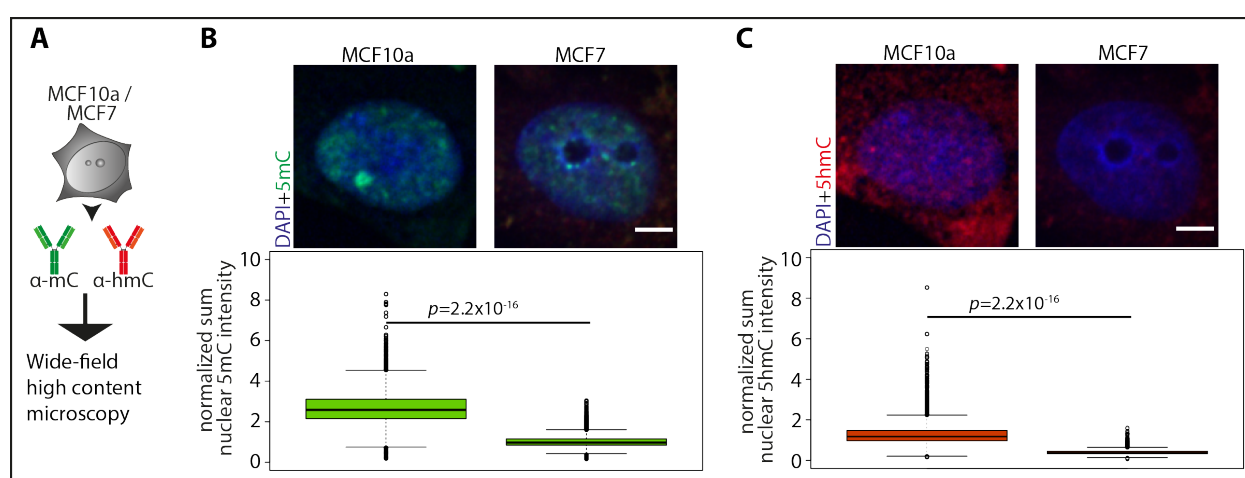 A
MCF10a /
MCF7
α-mC α-hmC
Wide-field
high content
microscopy
B
MCF10a
MCF7
DAPI+5mC
normalized sum
nuclear 5mC intensity
10
8
6
4
2
0
p=2.2x10-16
C
MCF10a
MCF7
DAPI+5hmC
normalized sum
nuclear 5hmC intensity
10
8
6
4
2
0
p=2.2x10-16